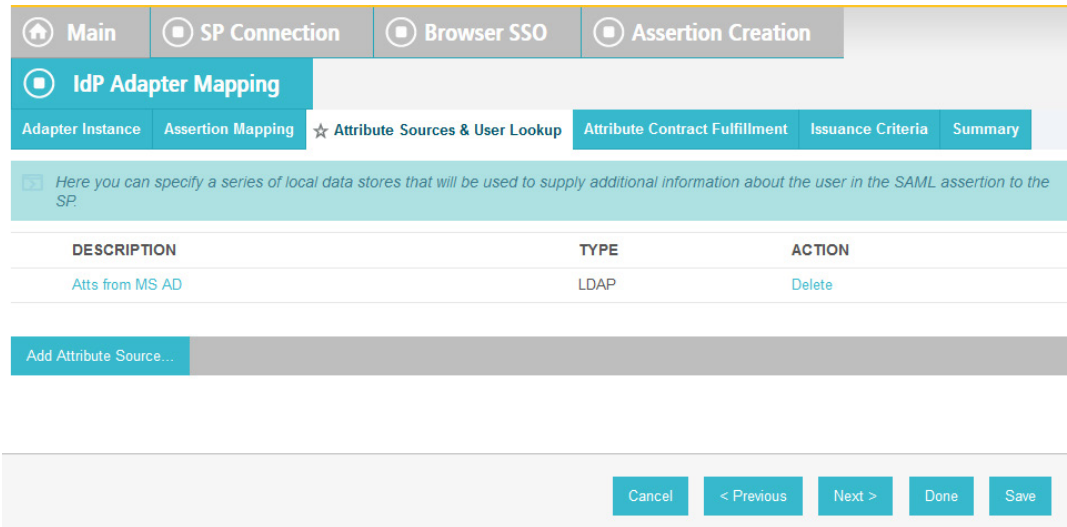 Main SP Connection Browser SSO Assertion Creation
IdP Adapter Mapping
Adapter Instance Assertion Mapping Attribute Sources & User Lookup Attribute Contract Fulfillment Issuance Criteria Summary
Here you can specify a series of local data stores that will be used to supply additional information about the user in the SAML assertion to the
SP.
DESCRIPTION TYPE ACTION
Atts from MS AD LDAP Delete
Add Attribute Source...
Cancel < Previous Next > Done Save